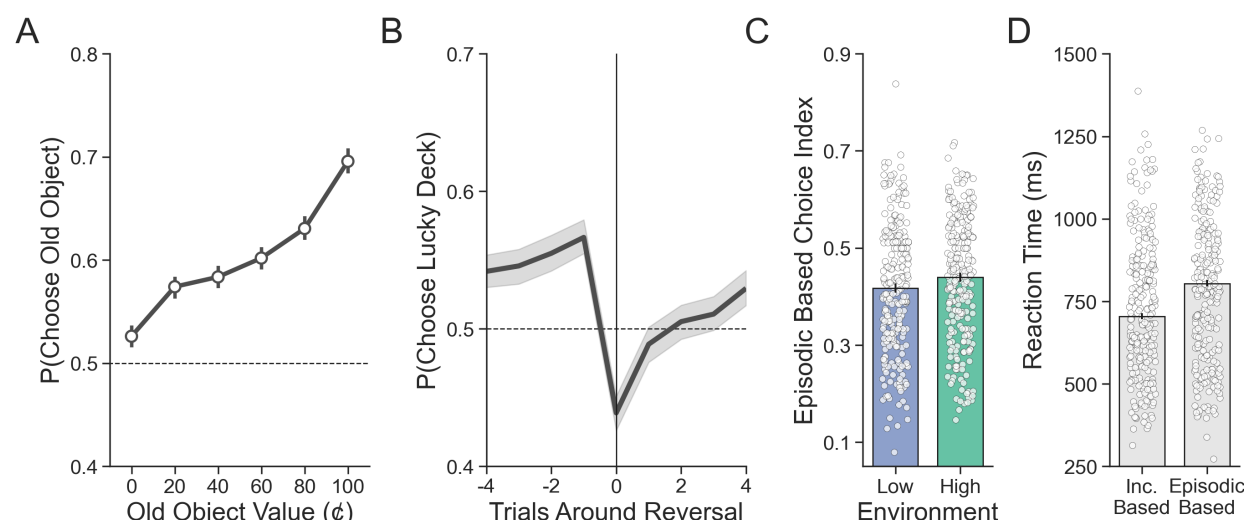 A
P(Choose Old Object)
0.8
0.7
0.6
0.5
0.4
0 20 40 60 80 100
Old Object Value (¢)
B
P(Choose Lucky Deck)
0.7
0.6
0.5
0.4
-4 -2 0 2 4
Trials Around Reversal
C
Episodic Based Choice Index
0.9
0.7
0.5
0.3
0.1
Low High
Environment
D
Reaction Time (ms)
1500
1250
1000
750
500
250
Inc. Episodic
Based Based